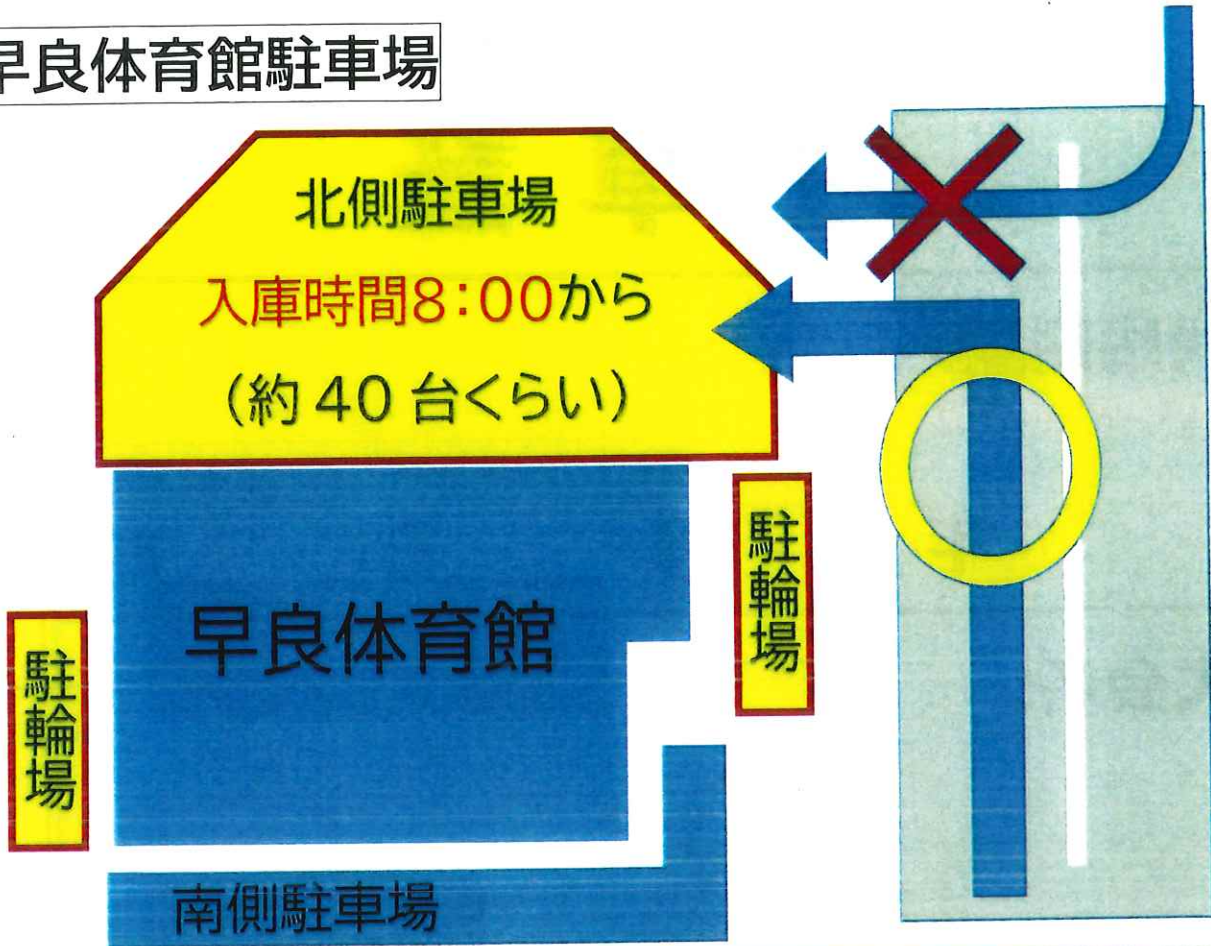 早良体育館駐車場
北側駐車場
入庫時間8：00から
（約40台くらい）
駐輪場
早良体育館
駐輪場
南側駐車場